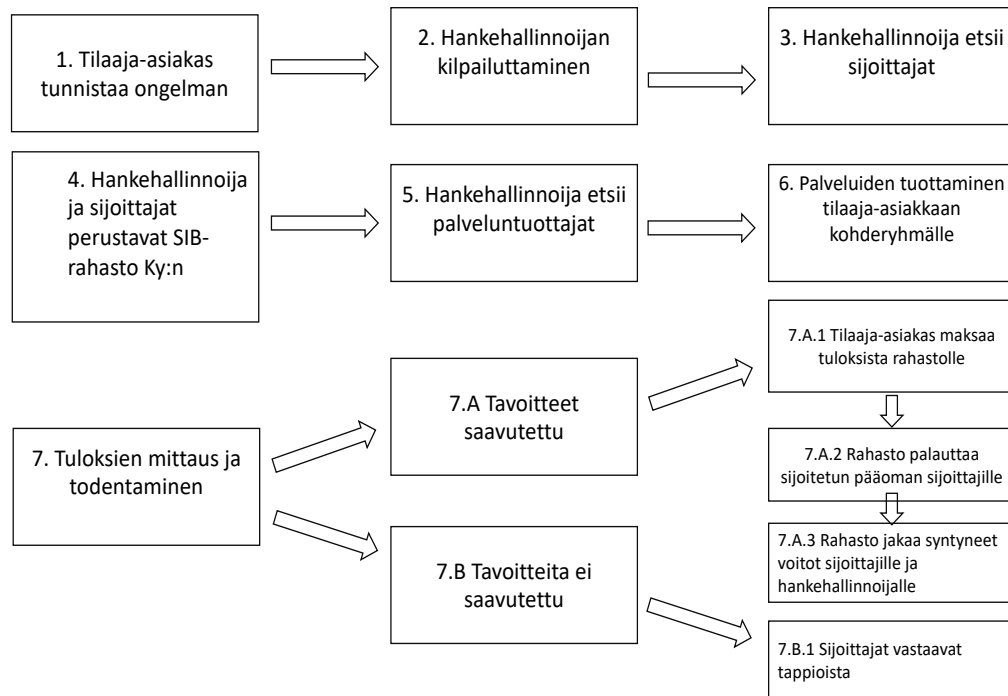 1. Tilaaja-asiakas
tunnistaa ongelman
2. Hankehallinnoijan
kilpailuttaminen
3. Hankehallinnoija etsii
sijoittajat
4. Hankehallinnoija
ja sijoittajat
perustavat SIB-
rahasto Ky:n
5. Hankehallinnoija etsii
palveluntuottajat
6. Palveluiden tuottaminen
tilaaja-asiakkaan
kohderyhmälle
7. Tuloksien mittaus ja
todentaminen
7.A Tavoitteet
saavutettu
7.A.1 Tilaaja-asiakas maksaa
tuloksista rahastolle
7.A.2 Rahasto palauttaa
sijoitetun pääoman sijoittajille
7.A.3 Rahasto jakaa syntyneet
voitot sijoittajille ja
hankehallinnoijalle
7.B Tavoitteita ei
saavutettu
7.B.1 Sijoittajat vastaavat
tappioista